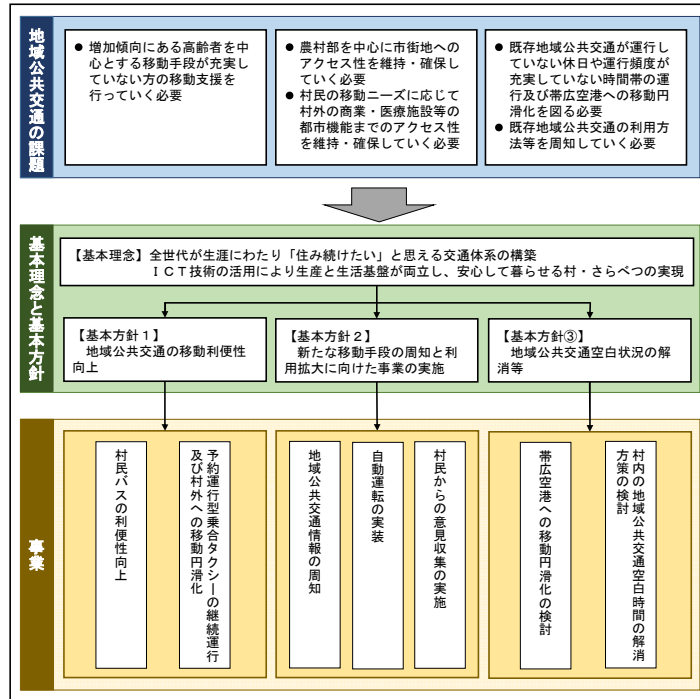 地域公共交通の課題
● 増加傾向にある高齢者を中
心とする移動手段が充実
していない方の移動支援を
行っていく必要
● 農村部を中心に市街地への
アクセス性を維持・確保し
ていく必要
● 村民の移動ニーズに応じて
村外の商業・医療施設等の
都市機能までのアクセス性
を維持・確保していく必要
● 既存地域公共交通が運行し
ていない休日や運行頻度が
充実していない時間帯の運
行及び帯広空港への移動円
滑化を図る必要
● 既存地域公共交通の利用方
法等を周知していく必要
基本理念と基本方針
【基本理念】全世代が生涯にわたり「住み続けたい」と思える交通体系の構築
ＩＣＴ技術の活用により生産と生活基盤が両立し、安心して暮らせる村・さらべつの実現
【基本方針１】
地域公共交通の移動利便性
向上
【基本方針２】
新たな移動手段の周知と利
用拡大に向けた事業の実施
【基本方針③】
地域公共交通空白状況の解
消等
事業
村民バスの利便性向上
予約運行型乗合タクシーの継続運行
及び村外への移動円滑化
地域公共交通情報の周知
自動運転の実装
村民からの意見収集の実施
帯広空港への移動円滑化の検討
村内の地域公共交通空白時間の解消
方策の検討